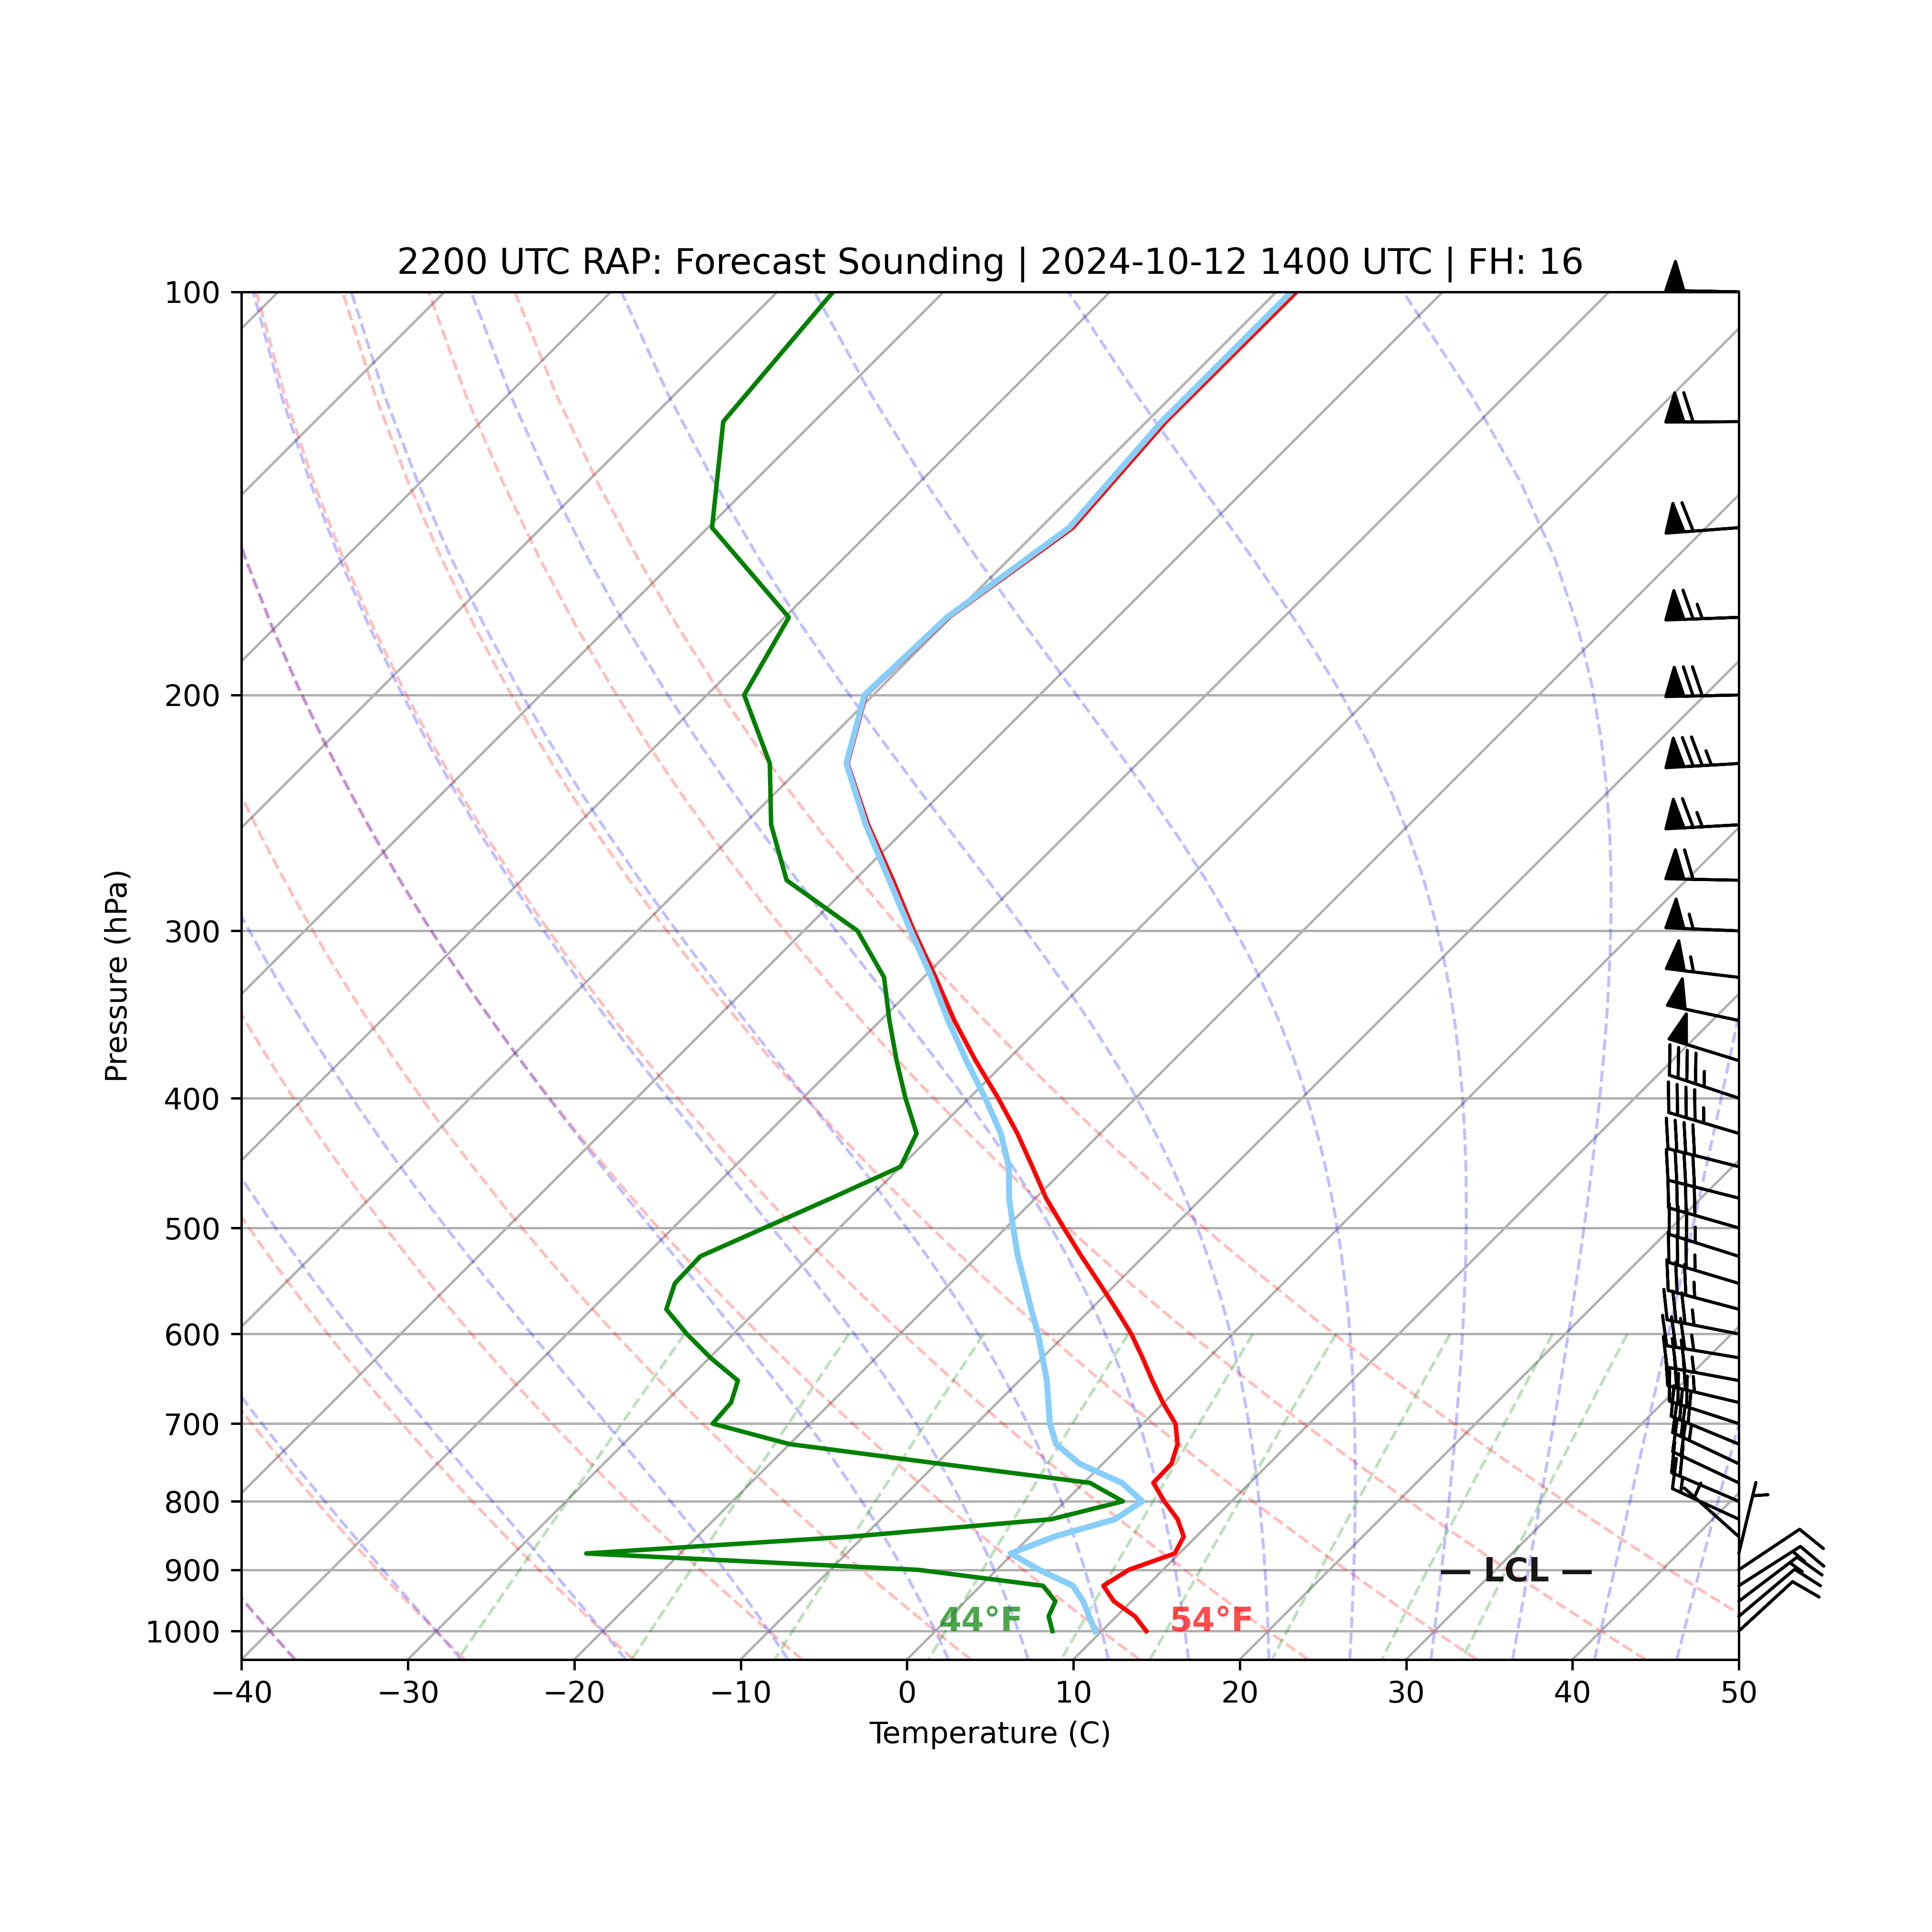 2200 UTC RAP: Forecast Sounding | 2024-10-12 1400 UTC | FH: 16
100
200
300
400
500
600
700
800
900
1000
Pressure (hPa)
— LCL —
44°F
54°F
−40 −30 −20 −10 0 10 20 30 40 50
Temperature (C)